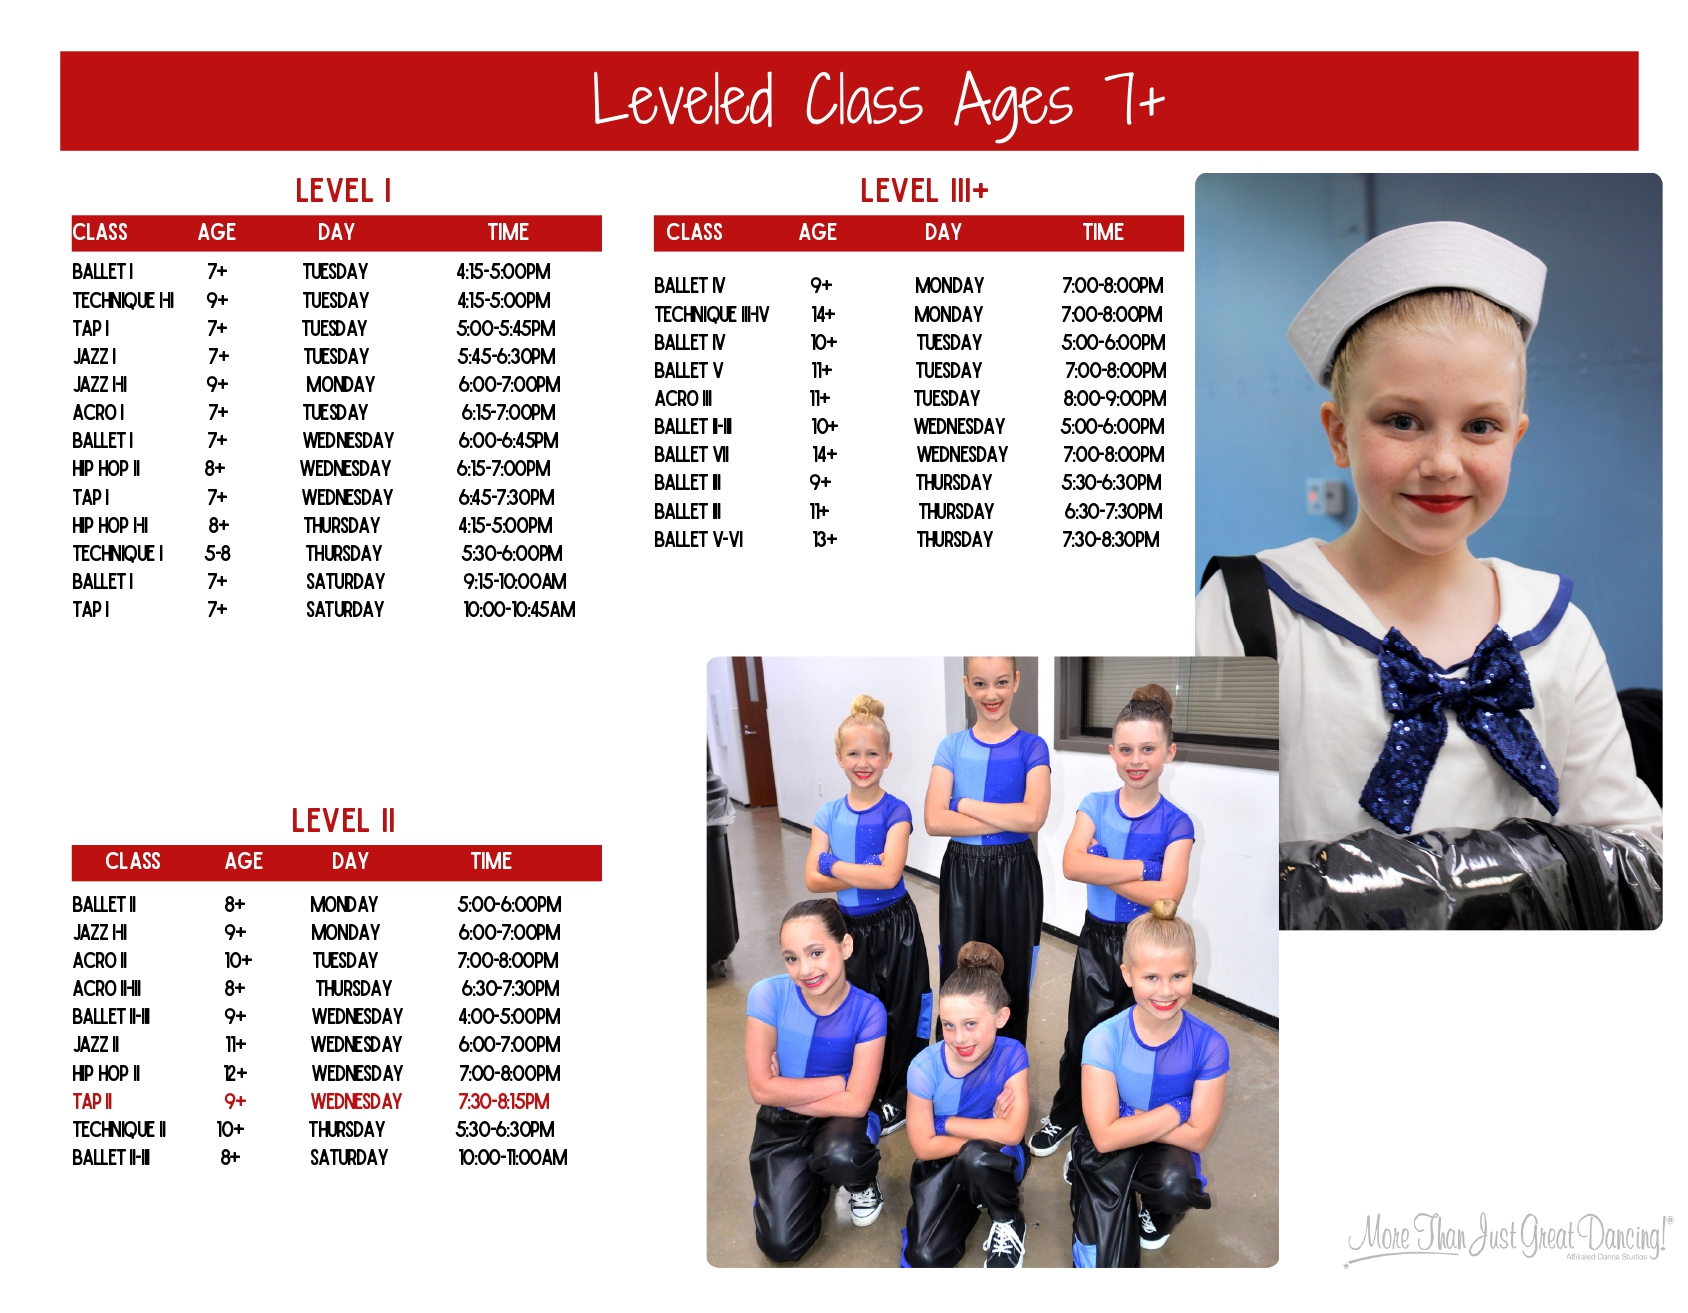 Leveled Class Ages 7+
LEVEL I
CLASS AGE DAY TIME
BALLET I 7+ TUESDAY 4:15-5:00PM
TECHNIQUE I-II 9+ TUESDAY 4:15-5:00PM
TAP I 7+ TUESDAY 5:00-5:45PM
JAZZ I 7+ TUESDAY 5:45-6:30PM
JAZZ I-II 9+ MONDAY 6:00-7:00PM
ACRO I 7+ TUESDAY 6:15-7:00PM
BALLET I 7+ WEDNESDAY 6:00-6:45PM
HIP HOP II 8+ WEDNESDAY 6:15-7:00PM
TAP I 7+ WEDNESDAY 6:45-7:30PM
HIP HOP I-II 8+ THURSDAY 4:15-5:00PM
TECHNIQUE I 5-8 THURSDAY 5:30-6:00PM
BALLET I 7+ SATURDAY 9:15-10:00AM
TAP I 7+ SATURDAY 10:00-10:45AM
LEVEL II
CLASS AGE DAY TIME
BALLET II 8+ MONDAY 5:00-6:00PM
JAZZ I-II 9+ MONDAY 6:00-7:00PM
ACRO II 10+ TUESDAY 7:00-8:00PM
ACRO II-III 8+ THURSDAY 6:30-7:30PM
BALLET II-III 9+ WEDNESDAY 4:00-5:00PM
JAZZ II 11+ WEDNESDAY 6:00-7:00PM
HIP HOP II 12+ WEDNESDAY 7:00-8:00PM
TAP II 9+ WEDNESDAY 7:30-8:15PM
TECHNIQUE II 10+ THURSDAY 5:30-6:30PM
BALLET II-III 8+ SATURDAY 10:00-11:00AM
LEVEL III+
CLASS AGE DAY TIME
BALLET IV 9+ MONDAY 7:00-8:00PM
TECHNIQUE III-IV 14+ MONDAY 7:00-8:00PM
BALLET IV 10+ TUESDAY 5:00-6:00PM
BALLET V 11+ TUESDAY 7:00-8:00PM
ACRO III 11+ TUESDAY 8:00-9:00PM
BALLET II-III 10+ WEDNESDAY 5:00-6:00PM
BALLET VII 14+ WEDNESDAY 7:00-8:00PM
BALLET III 9+ THURSDAY 5:30-6:30PM
BALLET III 11+ THURSDAY 6:30-7:30PM
BALLET V-VI 13+ THURSDAY 7:30-8:30PM
More Than Just Great Dancing!®
Affiliated Dance Studios